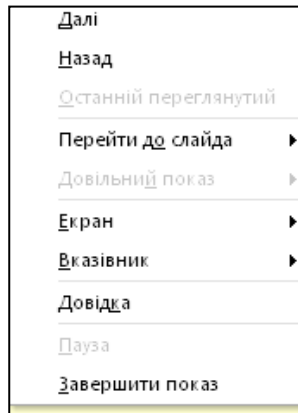 Далі
Назад
Останній переглянутий
Перейти до слайда
Довільний показ
Екран
Вказівник
Довідка
Пауза
Завершити показ